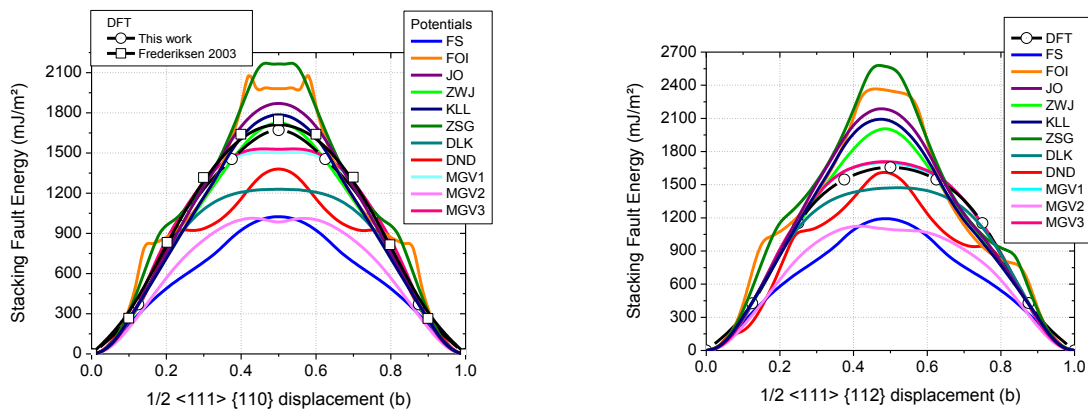 DFT
This work
Frederiksen 2003
Potentials
FS
FOI
JO
ZWJ
KLL
ZSG
DLK
DND
MGV1
MGV2
MGV3
Stacking Fault Energy (mJ/m²)
2100
1800
1500
1200
900
600
300
0
0.0 0.2 0.4 0.6 0.8 1.0
1/2 <111> {110} displacement (b)
DFT
FS
FOI
JO
ZWJ
KLL
ZSG
DLK
DND
MGV1
MGV2
MGV3
Stacking Fault Energy (mJ/m²)
2700
2400
2100
1800
1500
1200
900
600
300
0
0.0 0.2 0.4 0.6 0.8 1.0
1/2 <111> {112} displacement (b)